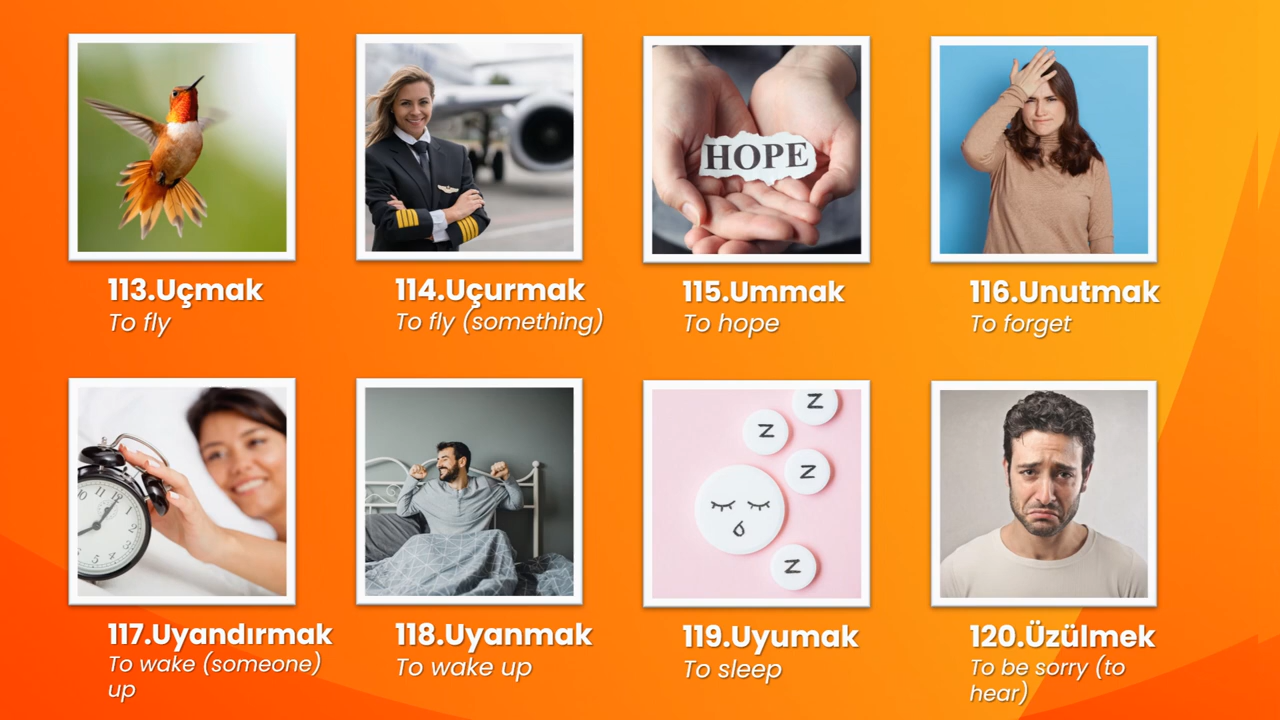 HOPE
113.Uçmak
To fly
114.Uçurmak
To fly (something)
115.Ummak
To hope
116.Unutmak
To forget
Z
Z
Z
Z
117.Uyandırmak
To wake (someone)
up
118.Uyanmak
To wake up
119.Uyumak
To sleep
120.Üzülmek
To be sorry (to
hear)